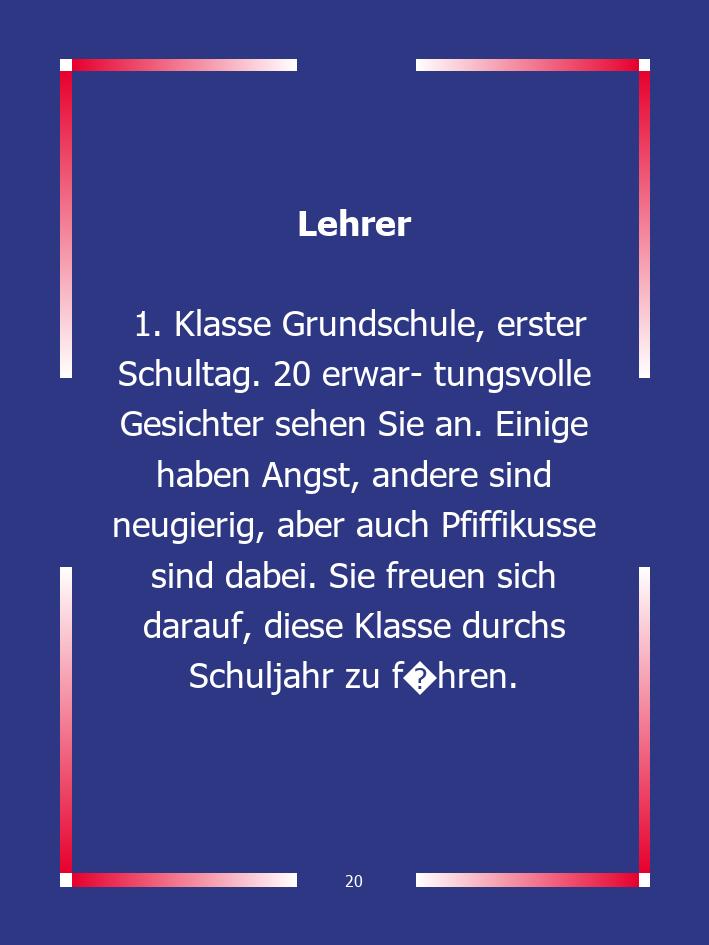 Lehrer
1. Klasse Grundschule, erster
Schultag. 20 erwar- tungsvolle
Gesichter sehen Sie an. Einige
haben Angst, andere sind
neugierig, aber auch Pfiffikusse
sind dabei. Sie freuen sich
darauf, diese Klasse durchs
Schuljahr zu f�hren.
20